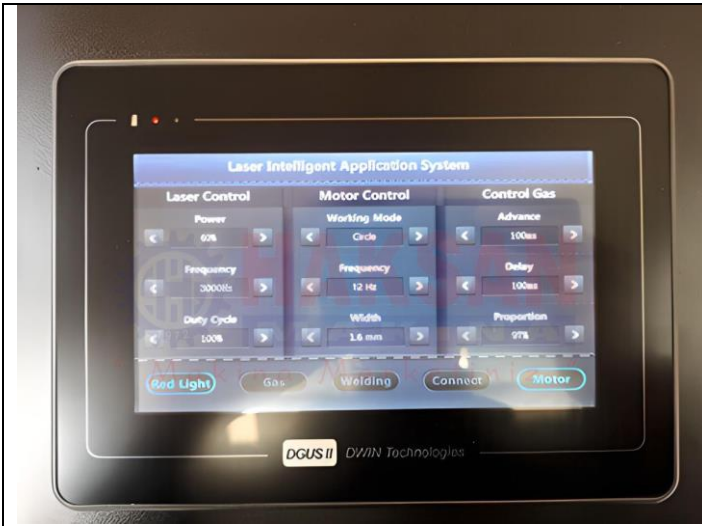 Laser Intelligent Application System
Laser Control Motor Control Control Gas
Power Working Mode Advance
< 60% > < Circle > < 100ms >
Frequency Frequency Delay
< 3000Hz > < 12 Hz > < 100ms >
Duty Cycle Width Proportion
< 100% > < 1.6 mm > < 97% >
Red Light Gas Welding Connect Motor
DGUS II DWIN Technologies